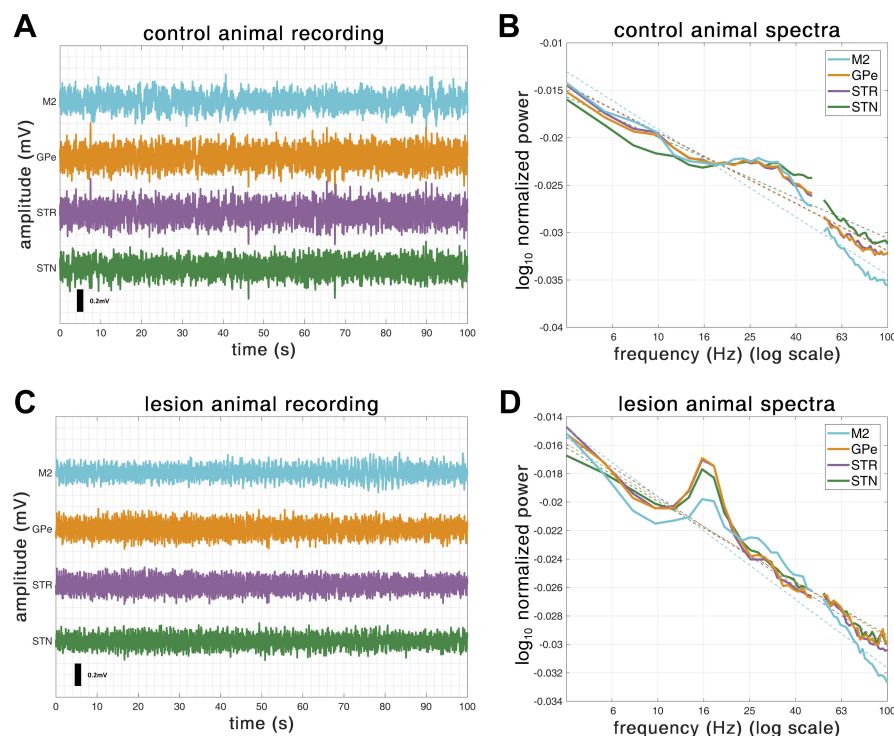 A
control animal recording
amplitude (mV)
M2
GPe
STR
STN
0.2mV
0 10 20 30 40 50 60 70 80 90 100
time (s)
B
control animal spectra
log10 normalized power
-0.01
-0.015
-0.02
-0.025
-0.03
-0.035
-0.04
M2
GPe
STR
STN
6 10 16 25 40 63 100
frequency (Hz) (log scale)
C
lesion animal recording
amplitude (mV)
M2
GPe
STR
STN
0.2mV
0 10 20 30 40 50 60 70 80 90 100
time (s)
D
lesion animal spectra
log10 normalized power
-0.014
-0.016
-0.018
-0.02
-0.022
-0.024
-0.026
-0.028
-0.03
-0.032
-0.034
M2
GPe
STR
STN
6 10 16 25 40 63 100
frequency (Hz) (log scale)